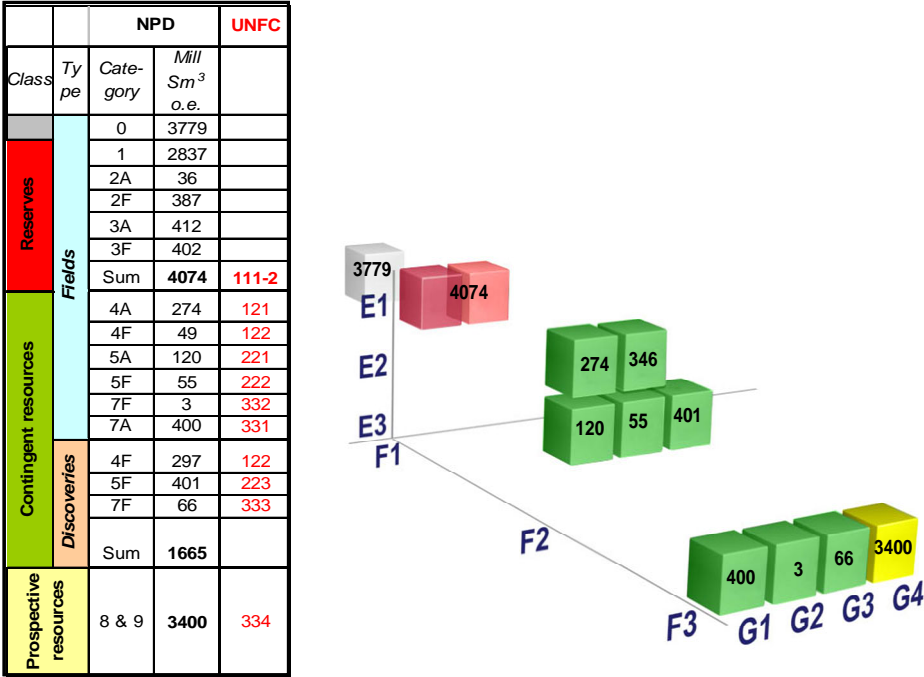 NPD UNFC
Class Ty pe Cate- gory Mill Sm³ o.e.
0 3779
Reserves
Fields
1 2837
2A 36
2F 387
3A 412
3F 402
Sum 4074 111-2
Contingent resources
4A 274 121
4F 49 122
5A 120 221
5F 55 222
7F 3 332
7A 400 331
Discoveries
4F 297 122
5F 401 223
7F 66 333
Sum 1665
Prospective resources
8 & 9 3400 334
3779
4074
E1
E2
E3
F1
F2
F3
274 346
120 55 401
400 3 66 3400
G1 G2 G3 G4